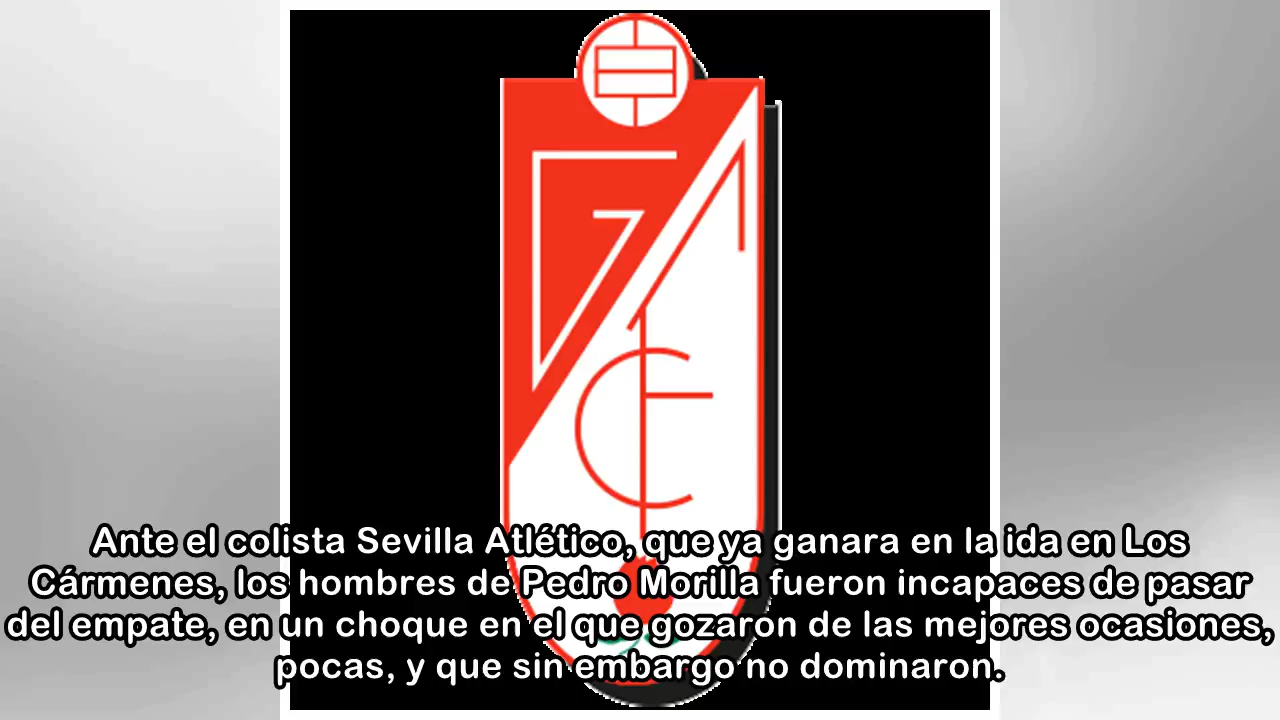 Ante el colista Sevilla Atlético, que ya ganara en la ida en Los
Cármenes, los hombres de Pedro Morilla fueron incapaces de pasar
del empate, en un choque en el que gozaron de las mejores ocasiones,
pocas, y que sin embargo no dominaron.